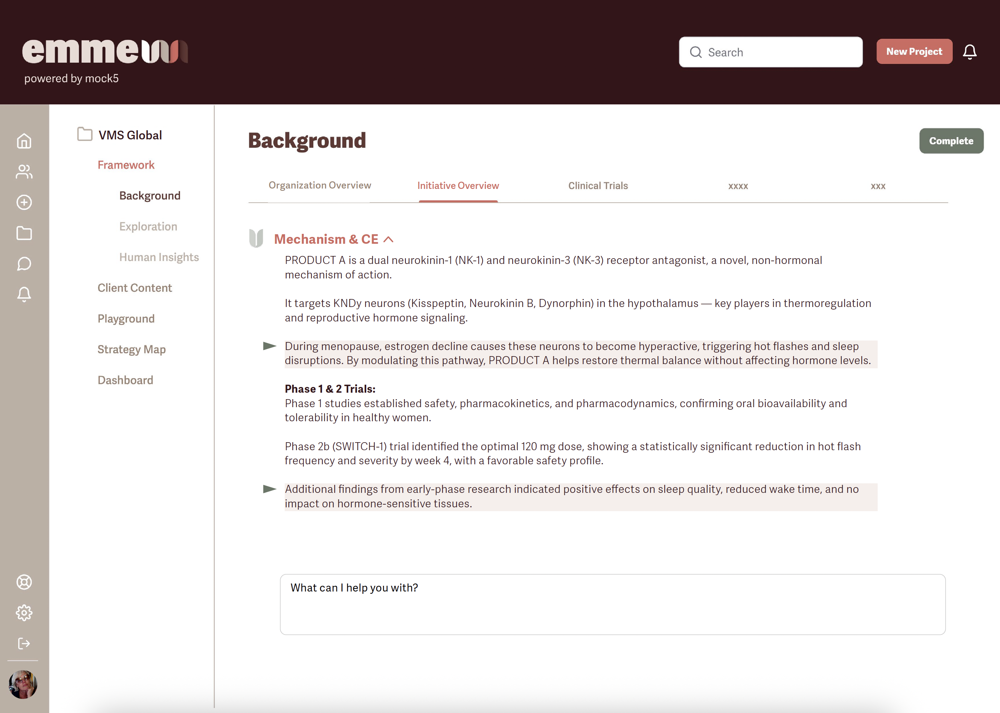 emme
powered by mock5
Search
New Project
VMS Global
Framework
Background
Exploration
Human Insights
Client Content
Playground
Strategy Map
Dashboard
Background
Complete
Organization Overview
Initiative Overview
Clinical Trials
xxxx
xxx
Mechanism & CE
PRODUCT A is a dual neurokinin-1 (NK-1) and neurokinin-3 (NK-3) receptor antagonist, a novel, non-hormonal
mechanism of action.
It targets KNDy neurons (Kisspeptin, Neurokinin B, Dynorphin) in the hypothalamus — key players in thermoregulation
and reproductive hormone signaling.
During menopause, estrogen decline causes these neurons to become hyperactive, triggering hot flashes and sleep
disruptions. By modulating this pathway, PRODUCT A helps restore thermal balance without affecting hormone levels.
Phase 1 & 2 Trials:
Phase 1 studies established safety, pharmacokinetics, and pharmacodynamics, confirming oral bioavailability and
tolerability in healthy women.
Phase 2b (SWITCH-1) trial identified the optimal 120 mg dose, showing a statistically significant reduction in hot flash
frequency and severity by week 4, with a favorable safety profile.
Additional findings from early-phase research indicated positive effects on sleep quality, reduced wake time, and no
impact on hormone-sensitive tissues.
What can I help you with?